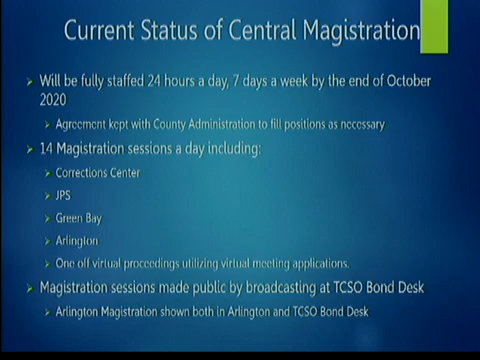 Current Status of Central Magistration
Will be fully staffed 24 hours a day, 7 days a week by the end of October
2020
Agreement kept with County Administration to fill positions as necessary
14 Magistration sessions a day including:
Corrections Center
JPS
Green Bay
Arlington
One off virtual proceedings utilizing virtual meeting applications.
Magistration sessions made public by broadcasting at TCSO Bond Desk
Arlington Magistration shown both in Arlington and TCSO Bond Desk